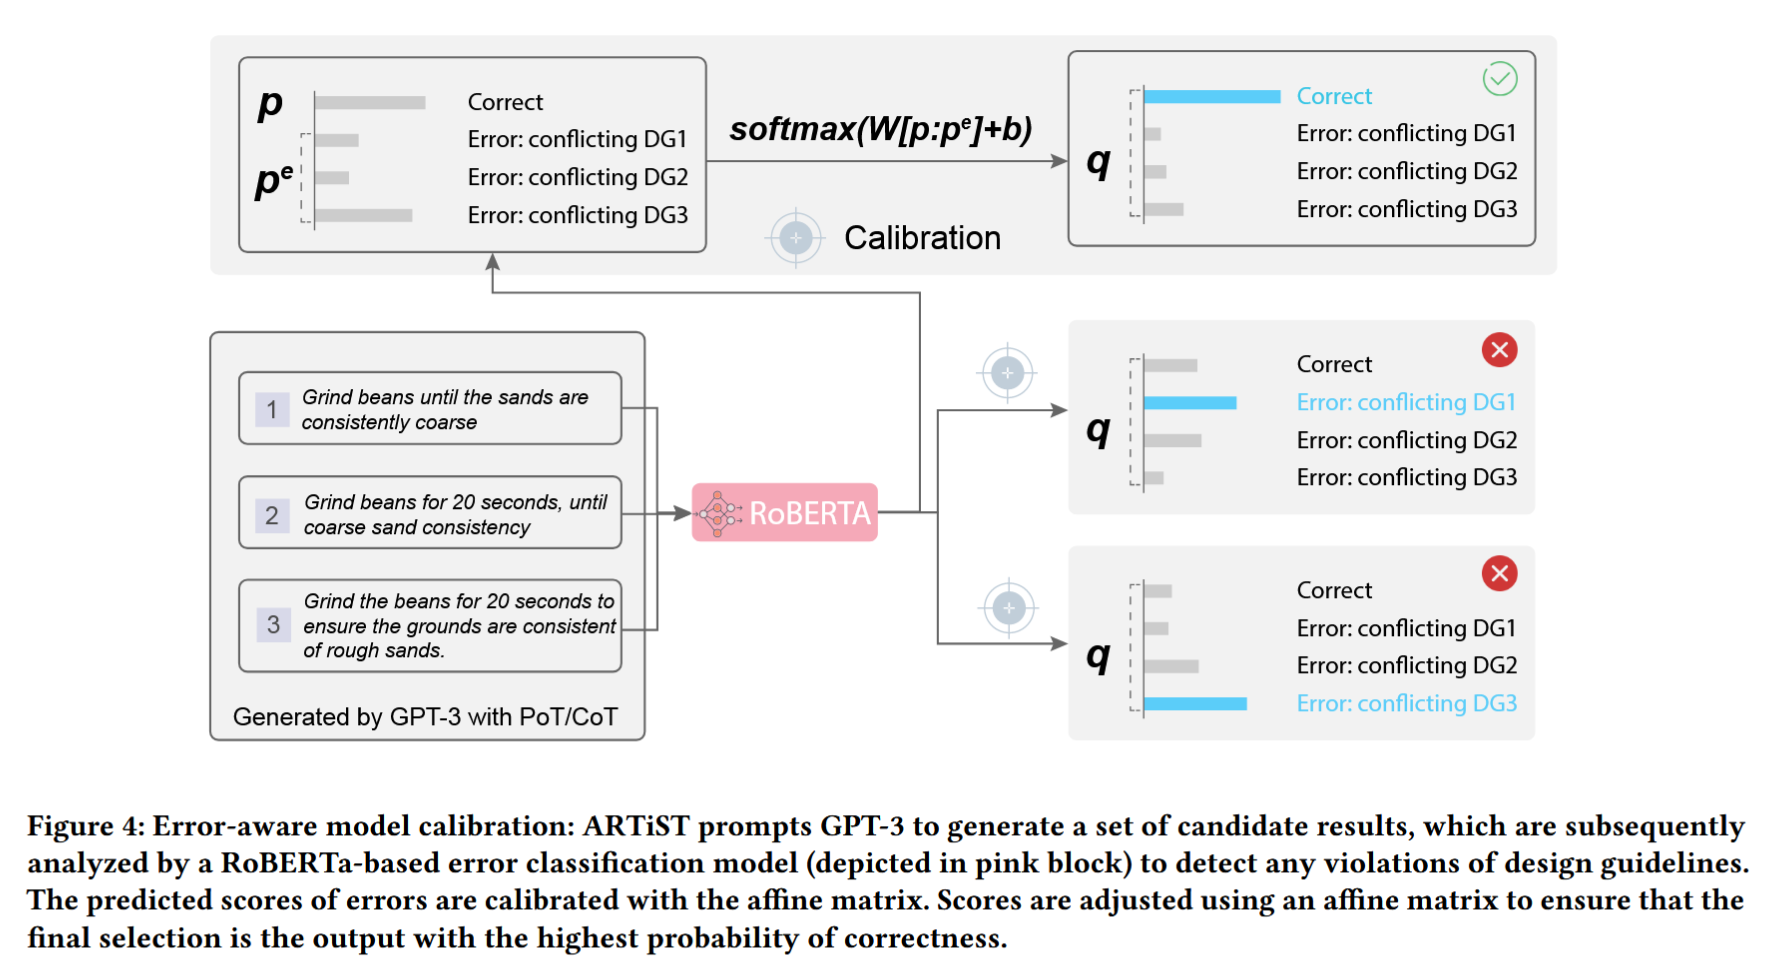 p
Correct
Error: conflicting DG1
pᵉ
Error: conflicting DG2
Error: conflicting DG3
softmax(W[p:pᵉ]+b)
Calibration
q
Correct
Error: conflicting DG1
Error: conflicting DG2
Error: conflicting DG3
1
Grind beans until the sands are
consistently coarse
2
Grind beans for 20 seconds, until
coarse sand consistency
3
Grind the beans for 20 seconds to
ensure the grounds are consistent
of rough sands.
Generated by GPT-3 with PoT/CoT
RoBERTA
q
Correct
Error: conflicting DG1
Error: conflicting DG2
Error: conflicting DG3
q
Correct
Error: conflicting DG1
Error: conflicting DG2
Error: conflicting DG3
Figure 4: Error-aware model calibration: ARTiST prompts GPT-3 to generate a set of candidate results, which are subsequently
analyzed by a RoBERTa-based error classification model (depicted in pink block) to detect any violations of design guidelines.
The predicted scores of errors are calibrated with the affine matrix. Scores are adjusted using an affine matrix to ensure that the
final selection is the output with the highest probability of correctness.